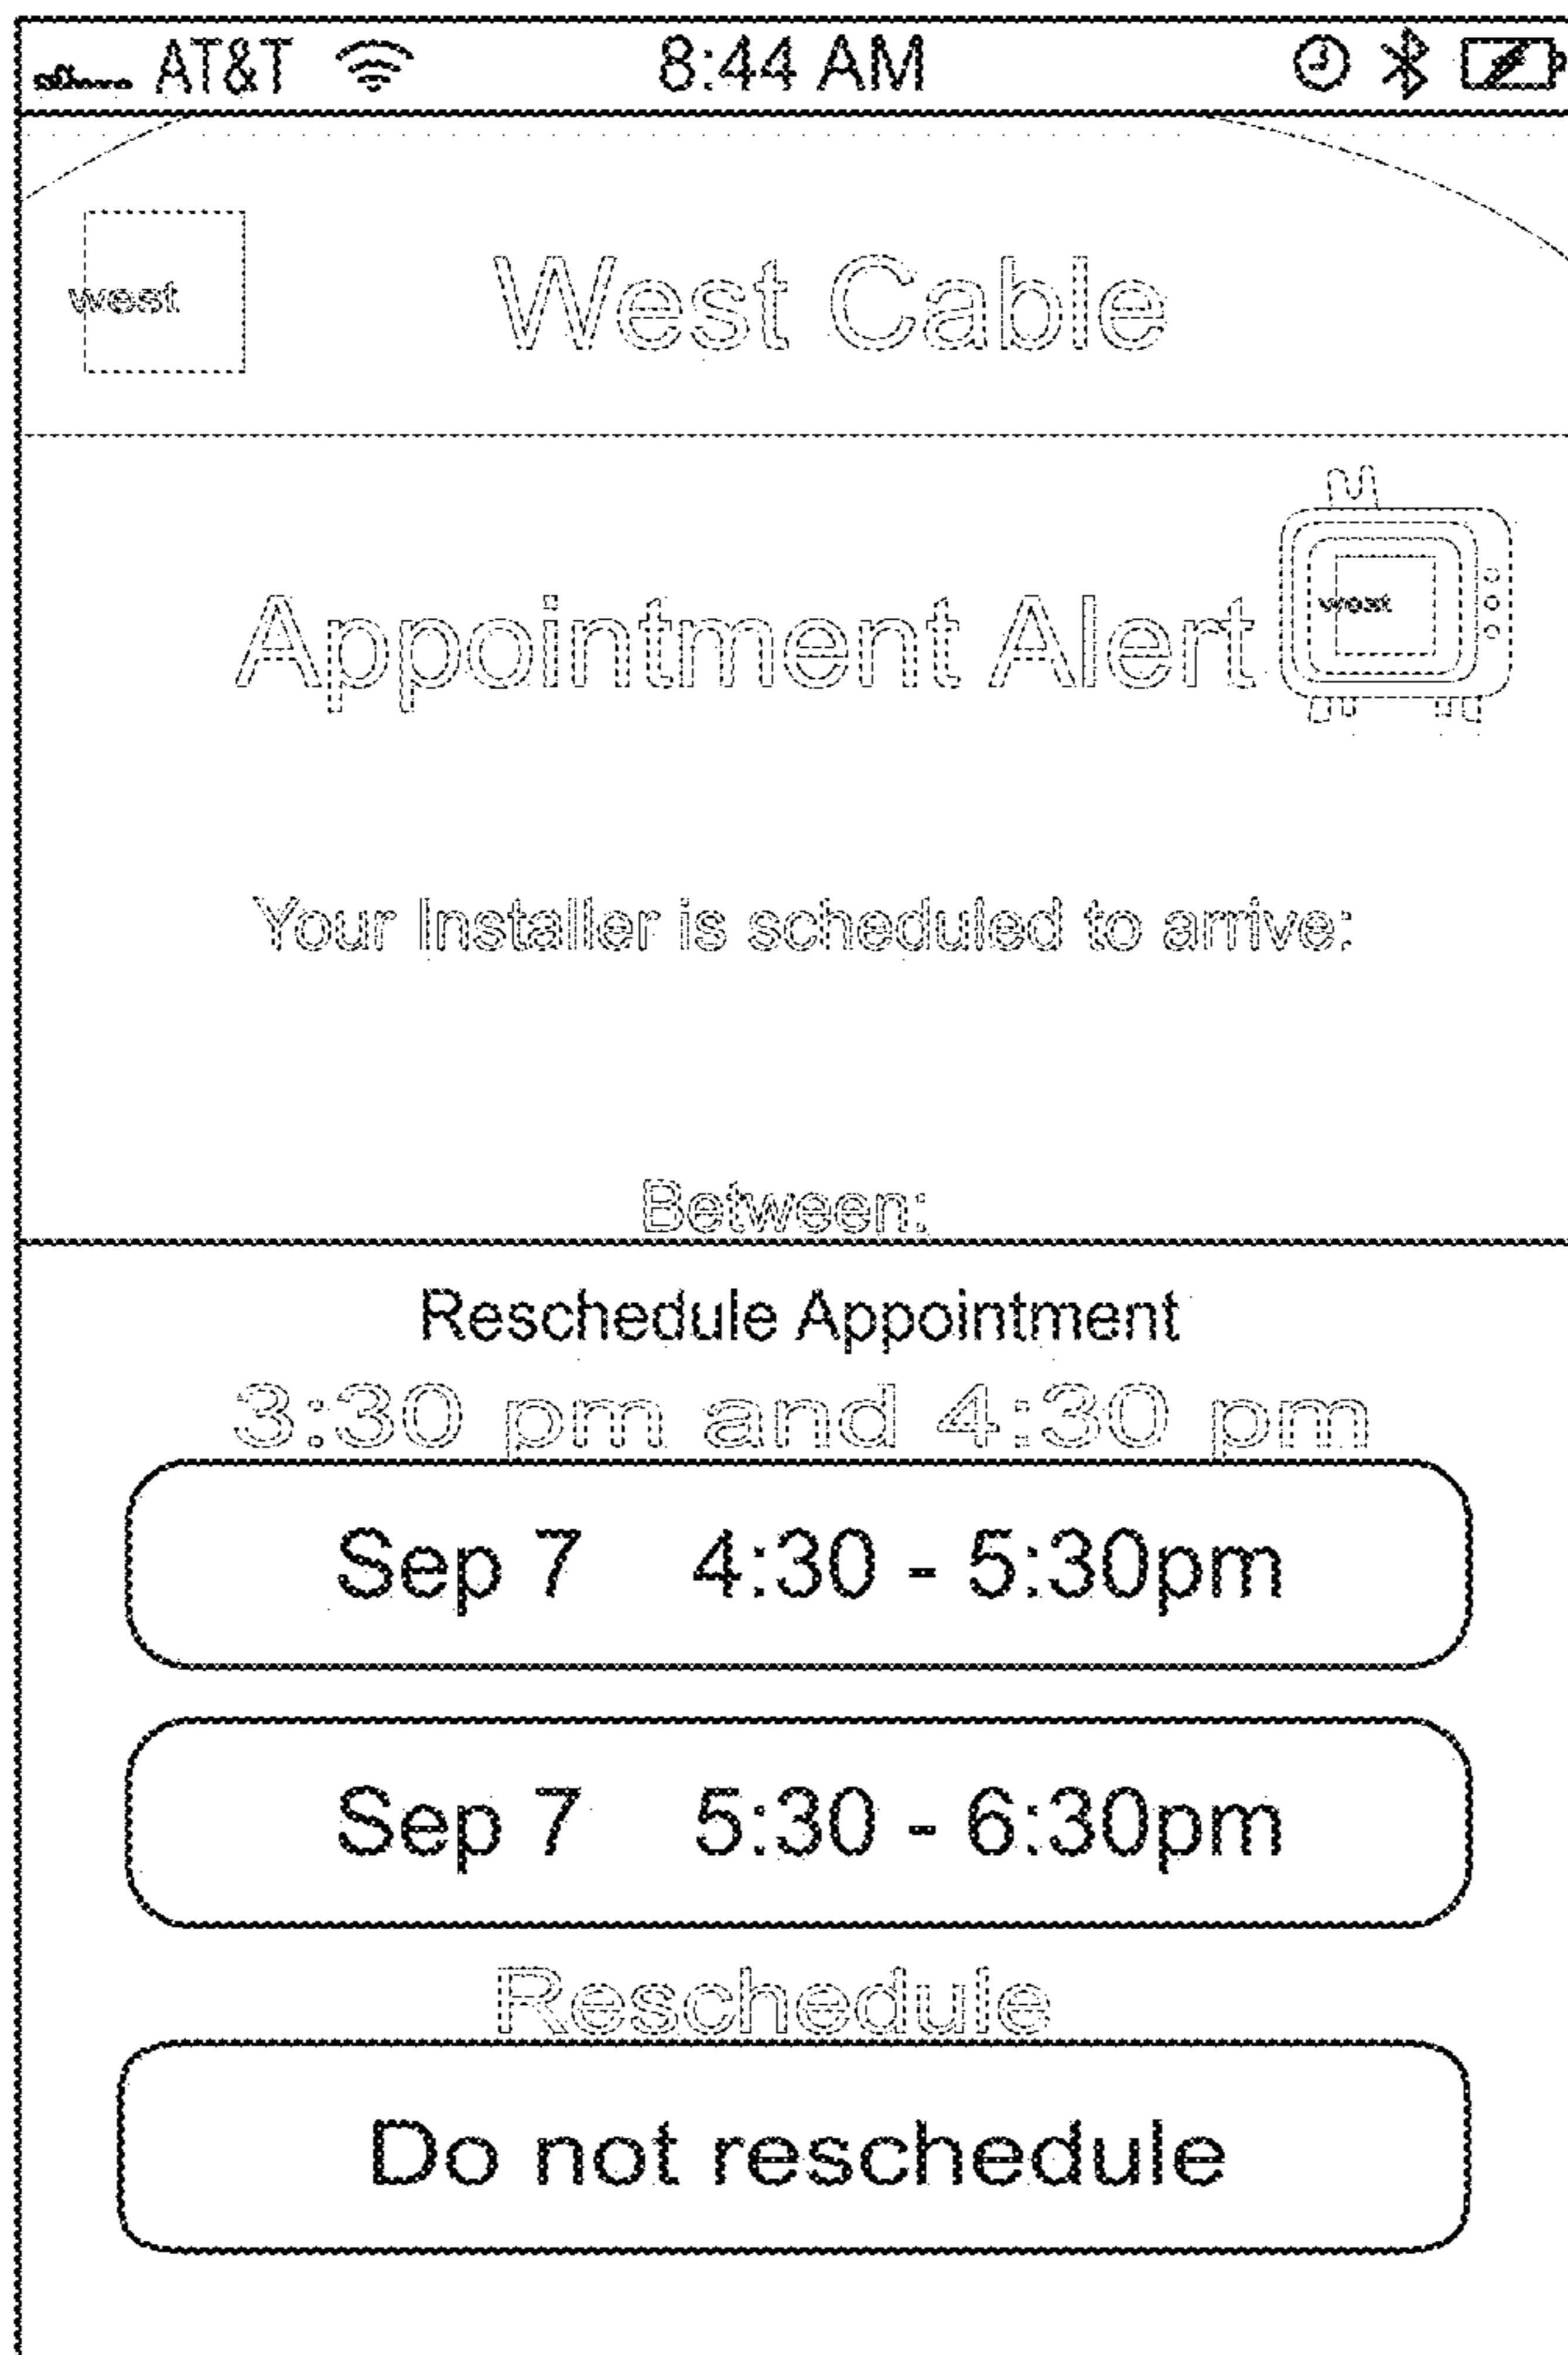 AT&T 8:44 AM
west West Cable
west
Appointment Alert
Your Installer is scheduled to arrive:
Between:
Reschedule Appointment
3:30 pm and 4:30 pm
Sep 7 4:30 - 5:30pm
Sep 7 5:30 - 6:30pm
Reschedule
Do not reschedule